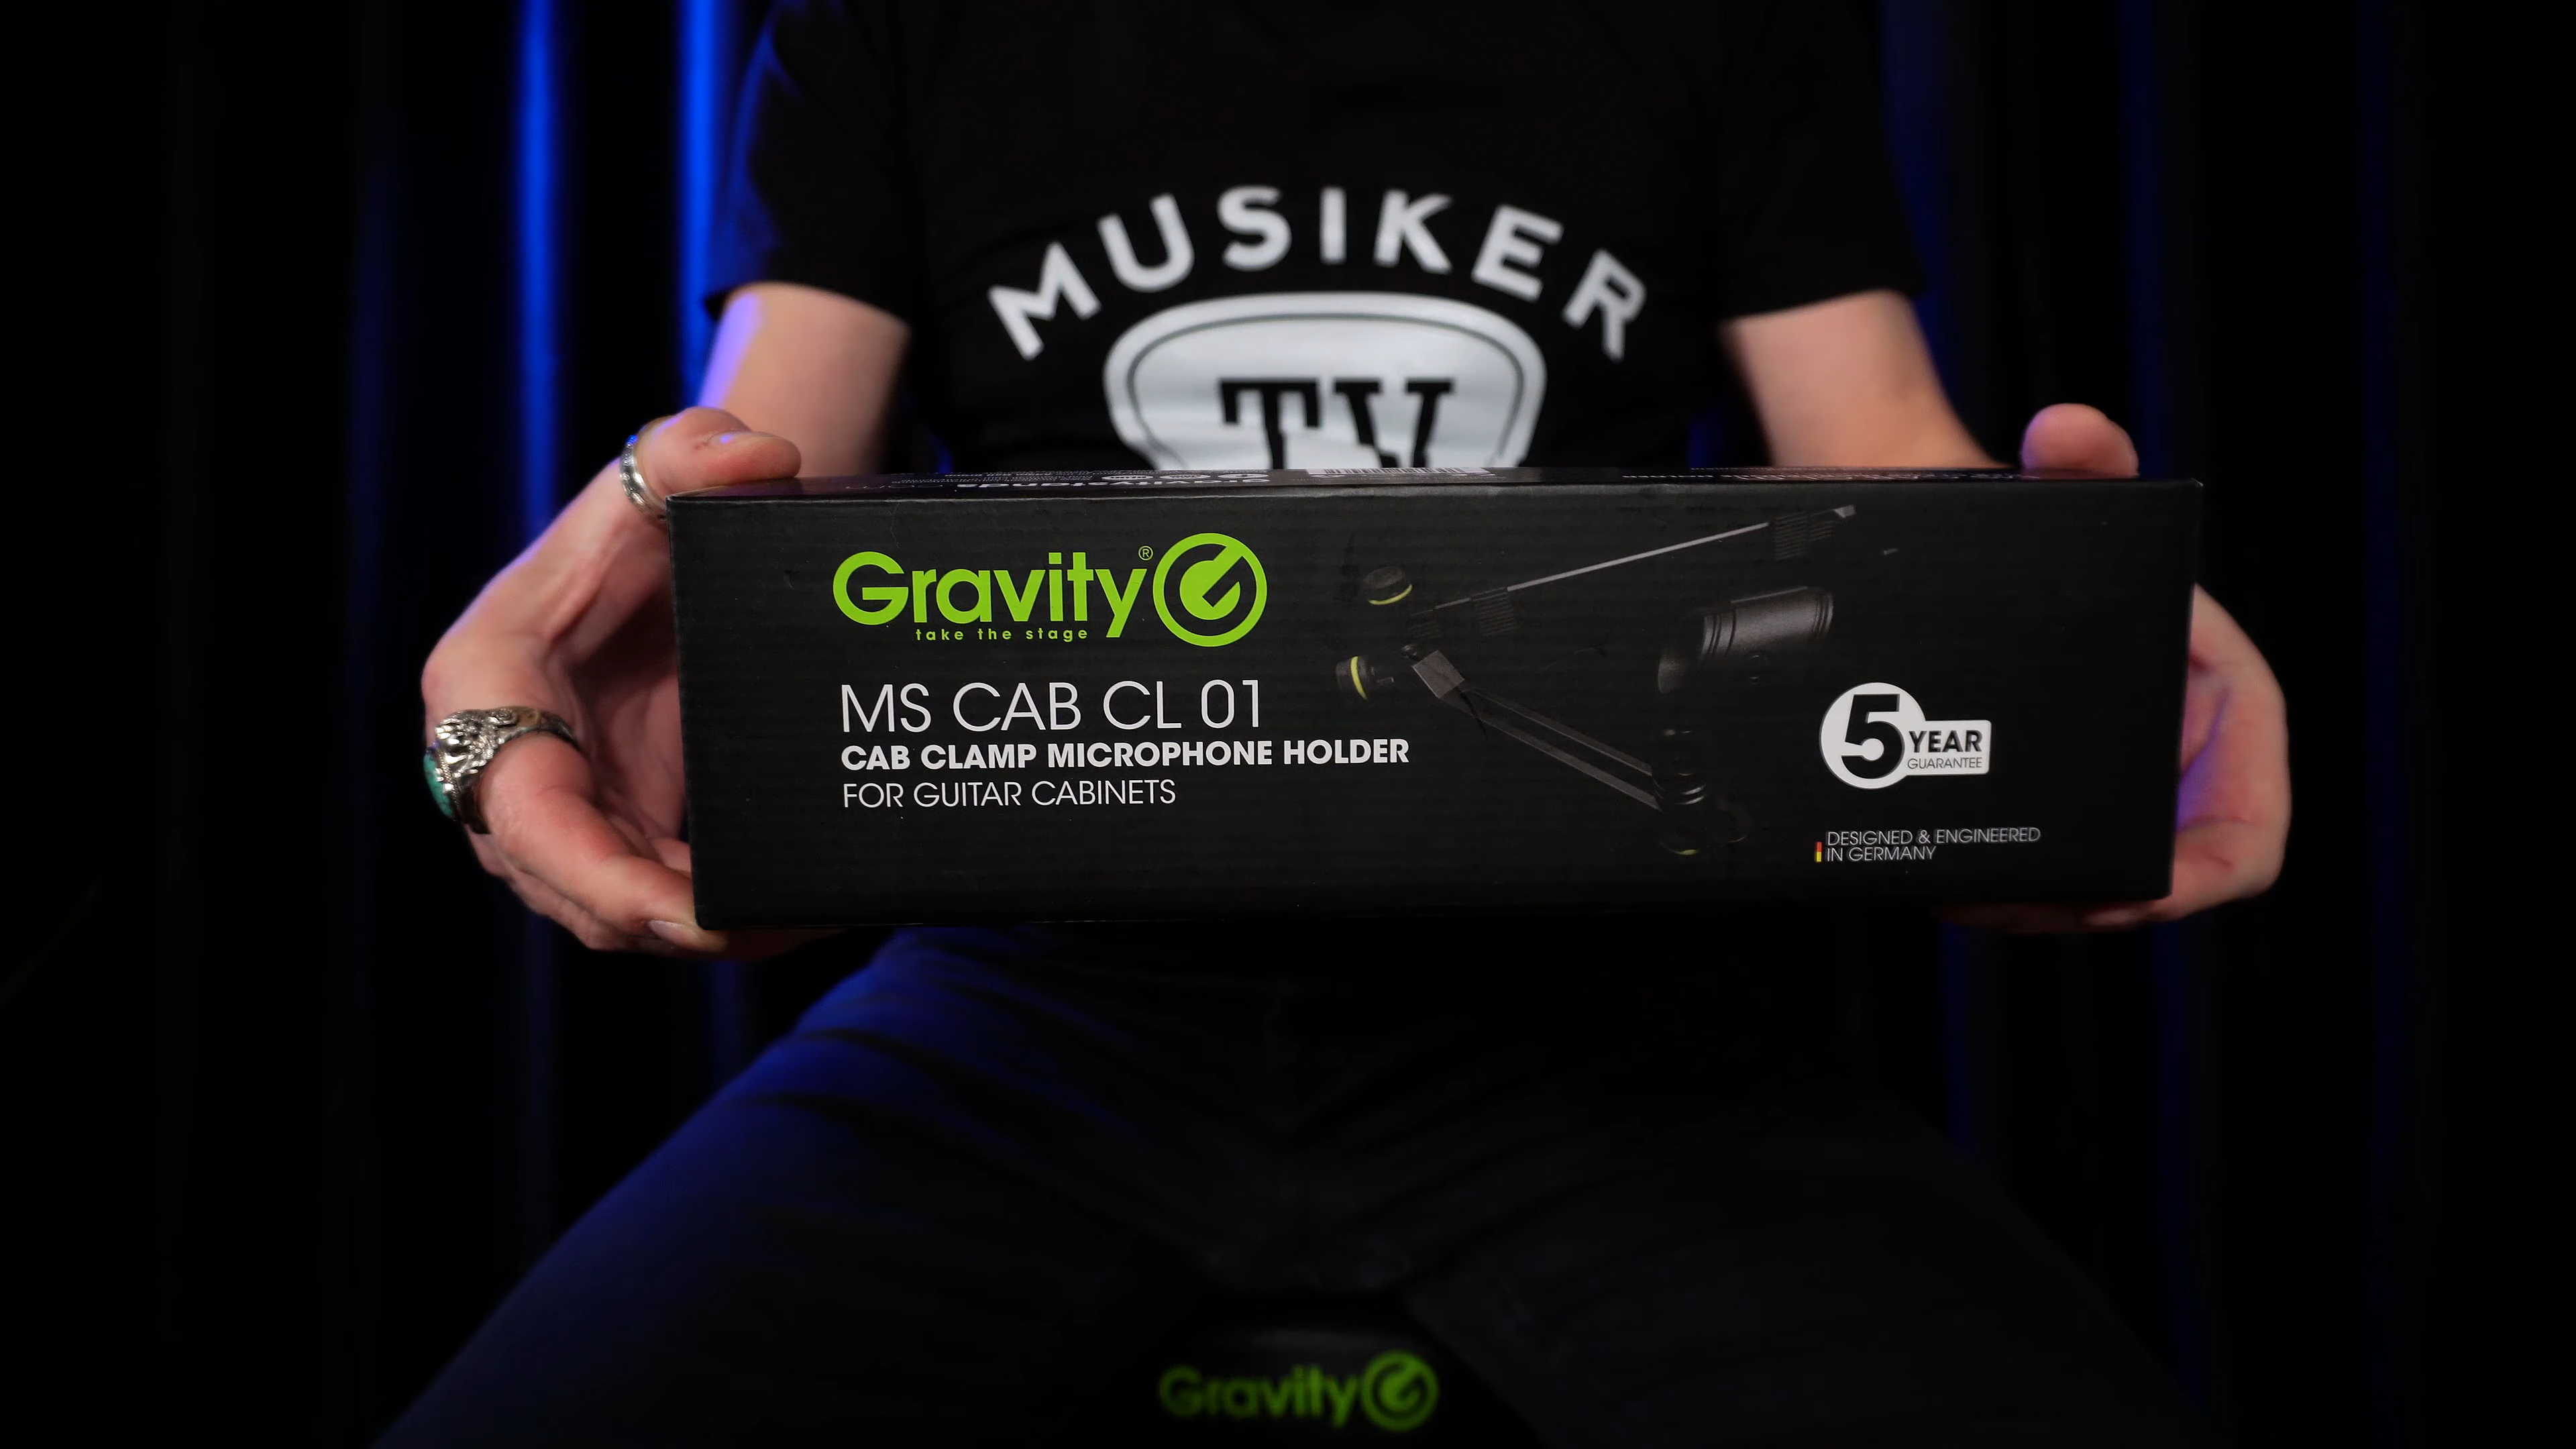 MUSIKER
TV
Gravity®
take the stage
MS CAB CL 01
CAB CLAMP MICROPHONE HOLDER
FOR GUITAR CABINETS
5 YEAR
GUARANTEE
DESIGNED & ENGINEERED
IN GERMANY
Gravity